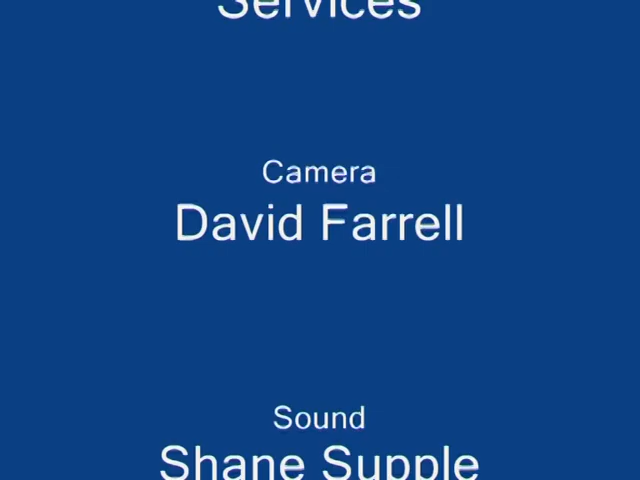 Services
Camera
David Farrell
Sound
Shane Supple